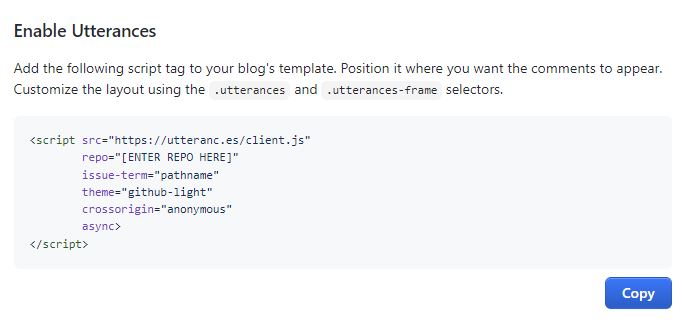 Enable Utterances
Add the following script tag to your blog's template. Position it where you want the comments to appear.
Customize the layout using the .utterances and .utterances-frame selectors.
<script src="https://utteranc.es/client.js"
        repo="[ENTER REPO HERE]"
        issue-term="pathname"
        theme="github-light"
        crossorigin="anonymous"
        async>
</script>
Copy